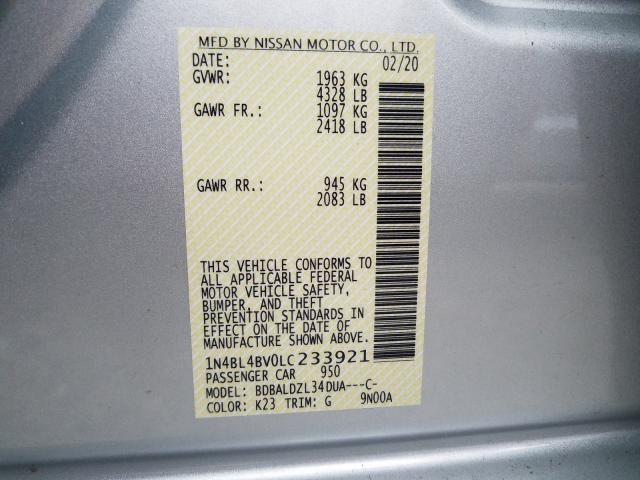 MFD BY NISSAN MOTOR CO., LTD.
DATE: 02/20
GVWR: 1963 KG
4328 LB
GAWR FR.: 1097 KG
2418 LB
GAWR RR.: 945 KG
2083 LB
THIS VEHICLE CONFORMS TO
ALL APPLICABLE FEDERAL
MOTOR VEHICLE SAFETY,
BUMPER, AND THEFT
PREVENTION STANDARDS IN
EFFECT ON THE DATE OF
MANUFACTURE SHOWN ABOVE.
1N4BL4BV0LC233921
PASSENGER CAR 950
MODEL: BDBALDZL34DUA---C-
COLOR: K23 TRIM: G 9N00A